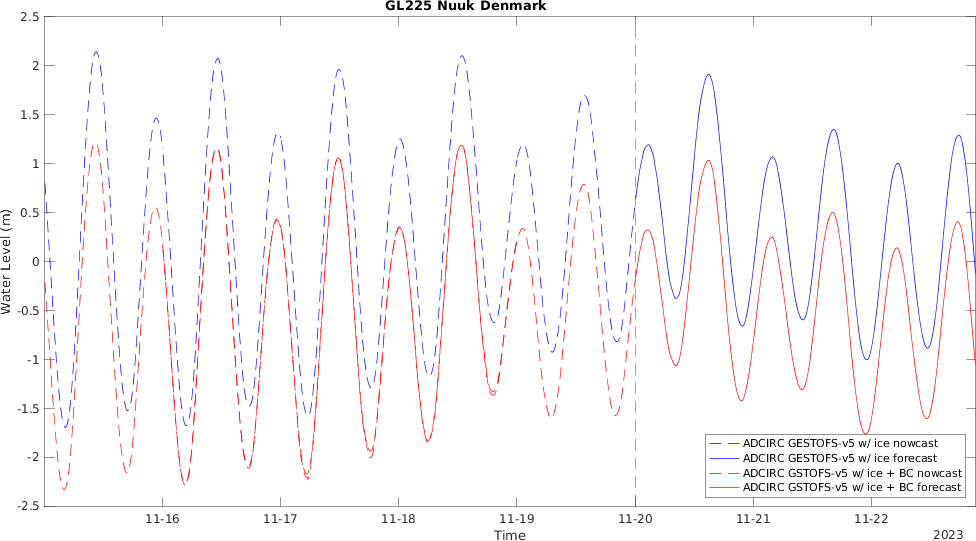 GL225 Nuuk Denmark
2.5
2
1.5
1
0.5
0
-0.5
-1
-1.5
-2
-2.5
Water Level (m)
ADCIRC GESTOFS-v5 w/ ice nowcast
ADCIRC GESTOFS-v5 w/ ice forecast
ADCIRC GSTOFS-v5 w/ ice + BC nowcast
ADCIRC GSTOFS-v5 w/ ice + BC forecast
11-16 11-17 11-18 11-19 11-20 11-21 11-22
Time
2023